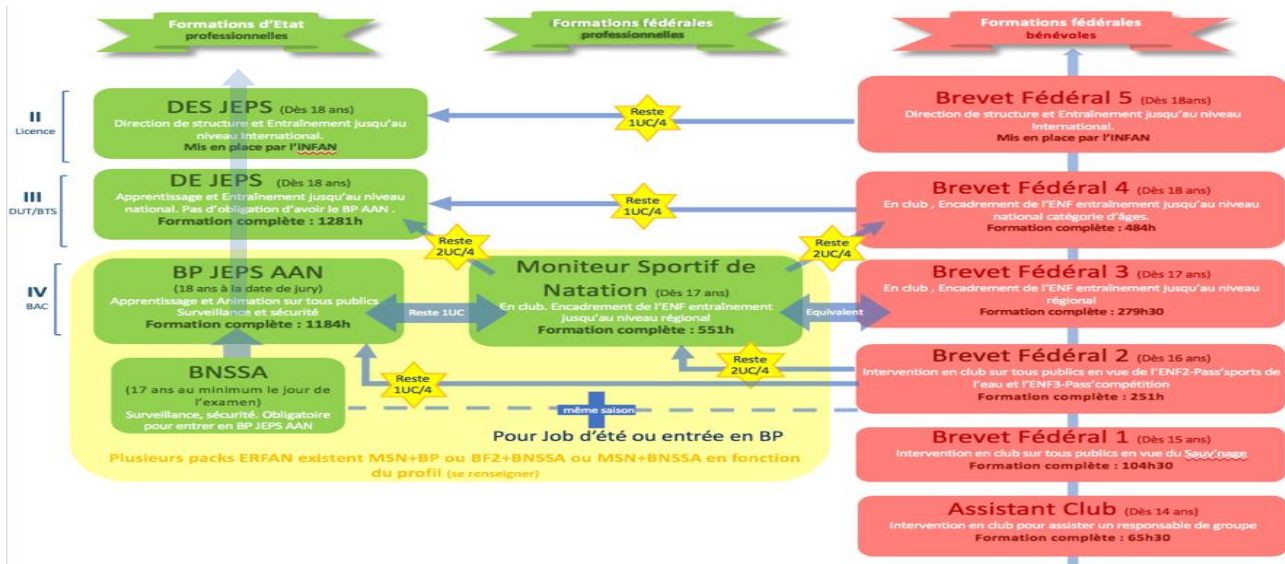 Formations d'Etat
professionnelles
Formations fédérales
professionnelles
Formations fédérales
bénévoles
II
Licence
DES JEPS (Dès 18 ans)
Direction de structure et Entraînement jusqu'au
niveau International.
Mis en place par l'INFAN
Reste
1UC/4
Brevet Fédéral 5 (Dès 18ans)
Direction de structure et Entraînement jusqu'au niveau
International.
Mis en place par l'INFAN
III
DUT/BTS
DE JEPS (Dès 18 ans)
Apprentissage et Entraînement jusqu'au niveau
national. Pas d'obligation d'avoir le BP AAN .
Formation complète : 1281h
Reste
1UC/4
Brevet Fédéral 4 (Dès 18 ans)
En club , Encadrement de l'ENF entraînement jusqu'au niveau
national catégorie d'âges.
Formation complète : 484h
Reste
2UC/4
Reste
2UC/4
IV
BAC
BP JEPS AAN
(18 ans à la date de jury)
Apprentissage et Animation sur tous publics
Surveillance et sécurité
Formation complète : 1184h
Reste 1UC
Moniteur Sportif de
Natation (Dès 17 ans)
En club. Encadrement de l'ENF entraînement
jusqu'au niveau régional
Formation complète : 551h
Equivalent
Brevet Fédéral 3 (Dès 17 ans)
En club , Encadrement de l'ENF entraînement jusqu'au niveau
régional
Formation complète : 279h30
BNSSA
(17 ans au minimum le jour de
l'examen)
Surveillance, sécurité. Obligatoire
pour entrer en BP JEPS AAN
Reste
1UC/4
Reste
2UC/4
Brevet Fédéral 2 (Dès 16 ans)
Intervention en club sur tous publics en vue de l'ENF2-Pass'sports de
l'eau et l'ENF3-Pass'compétition
Formation complète : 251h
même saison
Pour Job d'été ou entrée en BP
Plusieurs packs ERFAN existent MSN+BP ou BF2+BNSSA ou MSN+BNSSA en fonction
du profil (se renseigner)
Brevet Fédéral 1 (Dès 15 ans)
Intervention en club sur tous publics en vue du Sauv'nage
Formation complète : 104h30
Assistant Club (Dès 14 ans)
Intervention en club pour assister un responsable de groupe
Formation complète : 65h30